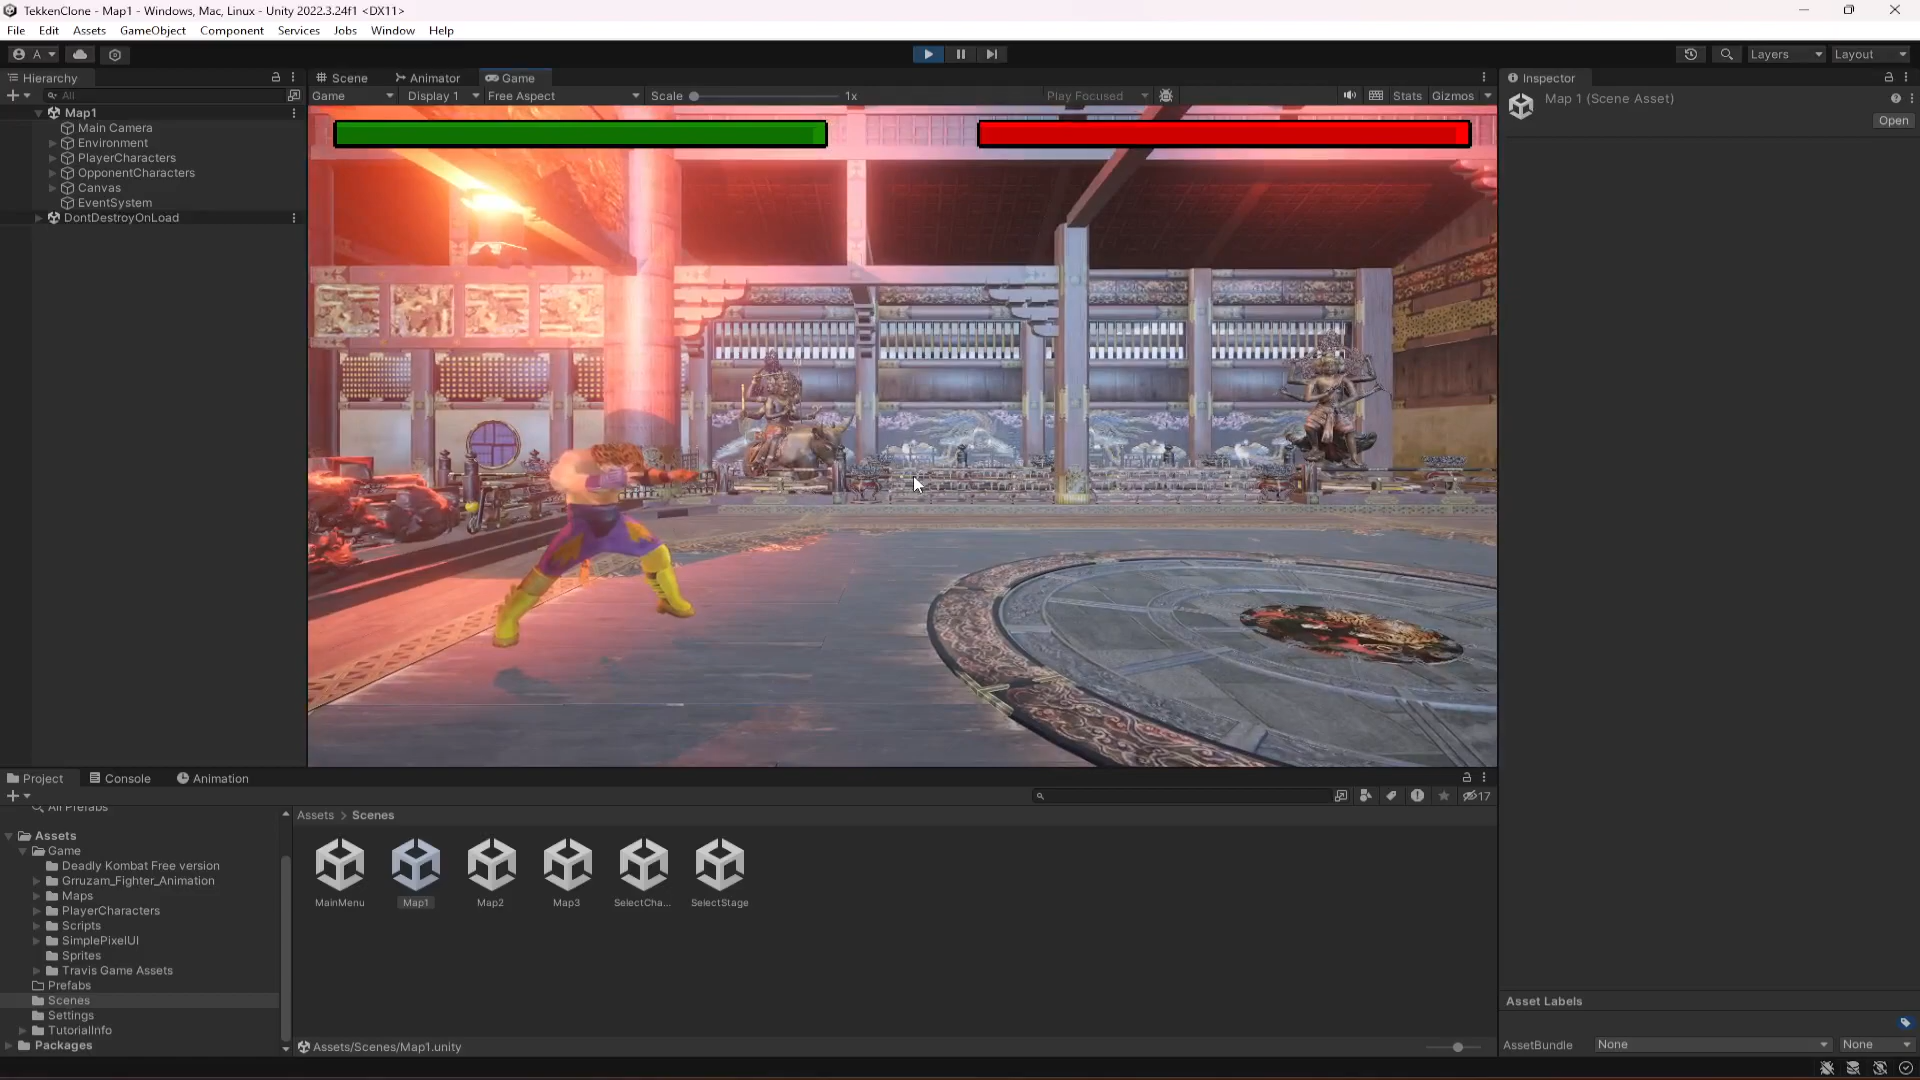 TekkenClone - Map1 - Windows, Mac, Linux - Unity 2022.3.24f1 <DX11>
File Edit Assets GameObject Component Services Jobs Window Help
A Layers Layout
Hierarchy Scene Animator Game Inspector
All Game Display 1 Free Aspect Scale 1x Play Focused Stats Gizmos Map 1 (Scene Asset)
Open
Map1
Main Camera
Environment
PlayerCharacters
OpponentCharacters
Canvas
EventSystem
DontDestroyOnLoad
Project Console Animation
17
All Prefabs
Assets > Scenes
Assets
Game
Deadly Kombat Free version
Grruzam_Fighter_Animation
Maps
PlayerCharacters
Scripts
SimplePixelUI
Sprites
Travis Game Assets
Prefabs
Scenes
Settings
TutorialInfo
Packages
MainMenu Map1 Map2 Map3 SelectCha... SelectStage
Assets/Scenes/Map1.unity
Asset Labels
AssetBundle None None